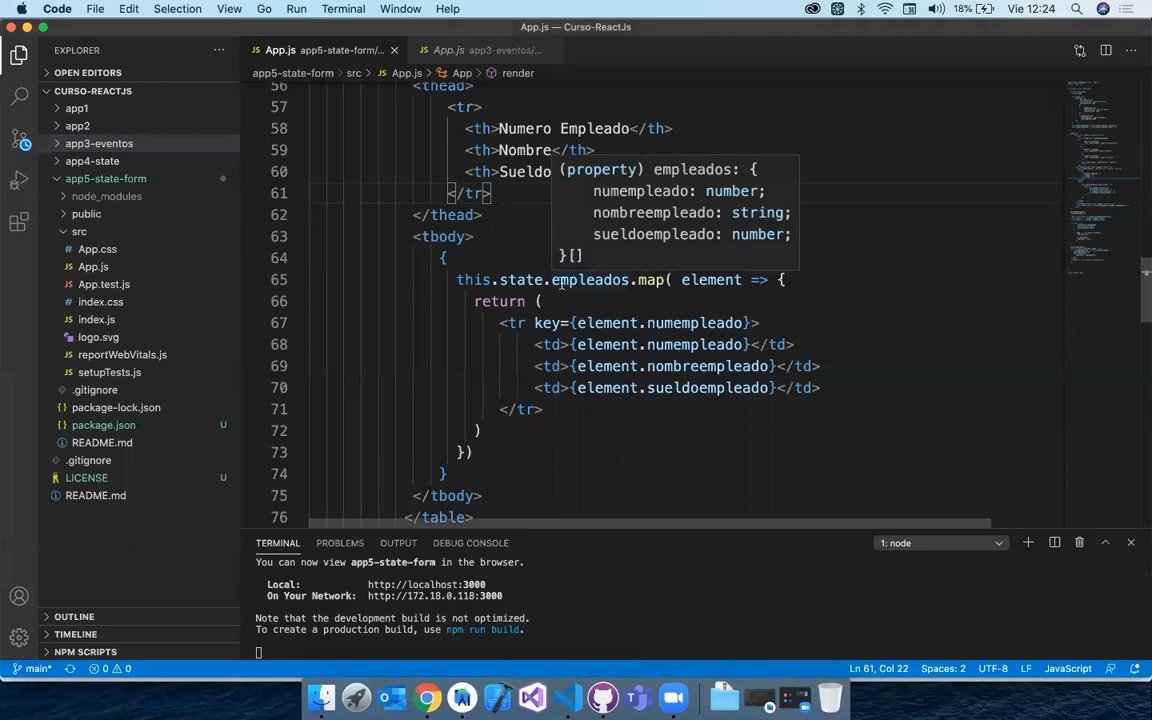 Code File Edit Selection View Go Run Terminal Window Help 18% Vie 12:24
App.js — Curso-ReactJs
EXPLORER
App.js app5-state-form/...
App.js app3-eventos/...
OPEN EDITORS
app5-state-form > src > App.js > App > render
CURSO-REACTJS
app1
app2
app3-eventos
app4-state
app5-state-form
node_modules
public
src
App.css
App.js
App.test.js
index.css
index.js
logo.svg
reportWebVitals.js
setupTests.js
.gitignore
package-lock.json
package.json U
README.md
.gitignore
LICENSE U
README.md
OUTLINE
TIMELINE
NPM SCRIPTS
56 <thead>
57 <tr>
58 <th>Numero Empleado</th>
59 <th>Nombre</th>
60 <th>Sueldo
61 </tr>
62 </thead>
63 <tbody>
64 {
65 this.state.empleados.map( element => {
66 return (
67 <tr key={element.numempleado}>
68 <td>{element.numempleado}</td>
69 <td>{element.nombreempleado}</td>
70 <td>{element.sueldoempleado}</td>
71 </tr>
72 )
73 })
74 }
75 </tbody>
76 </table>
(property) empleados: {
numempleado: number;
nombreempleado: string;
sueldoempleado: number;
}[]
TERMINAL PROBLEMS OUTPUT DEBUG CONSOLE 1: node
You can now view app5-state-form in the browser.
Local: http://localhost:3000
On Your Network: http://172.18.0.118:3000
Note that the development build is not optimized.
To create a production build, use npm run build.
main* 0 0 Ln 61, Col 22 Spaces: 2 UTF-8 LF JavaScript